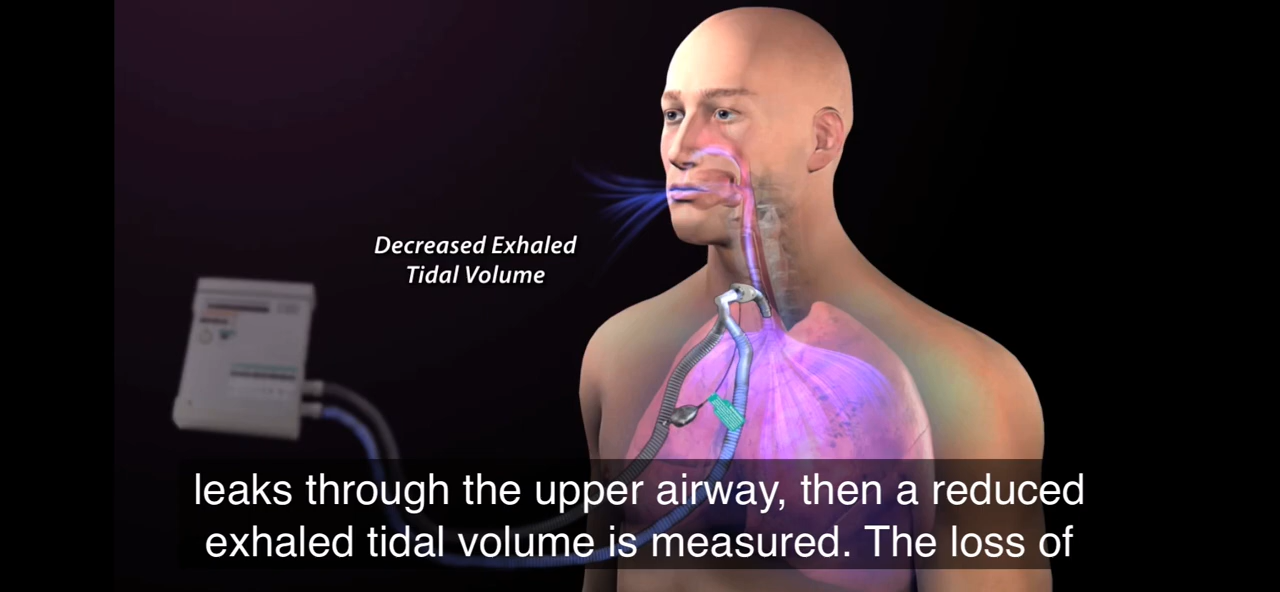 Decreased Exhaled
Tidal Volume
leaks through the upper airway, then a reduced
exhaled tidal volume is measured. The loss of